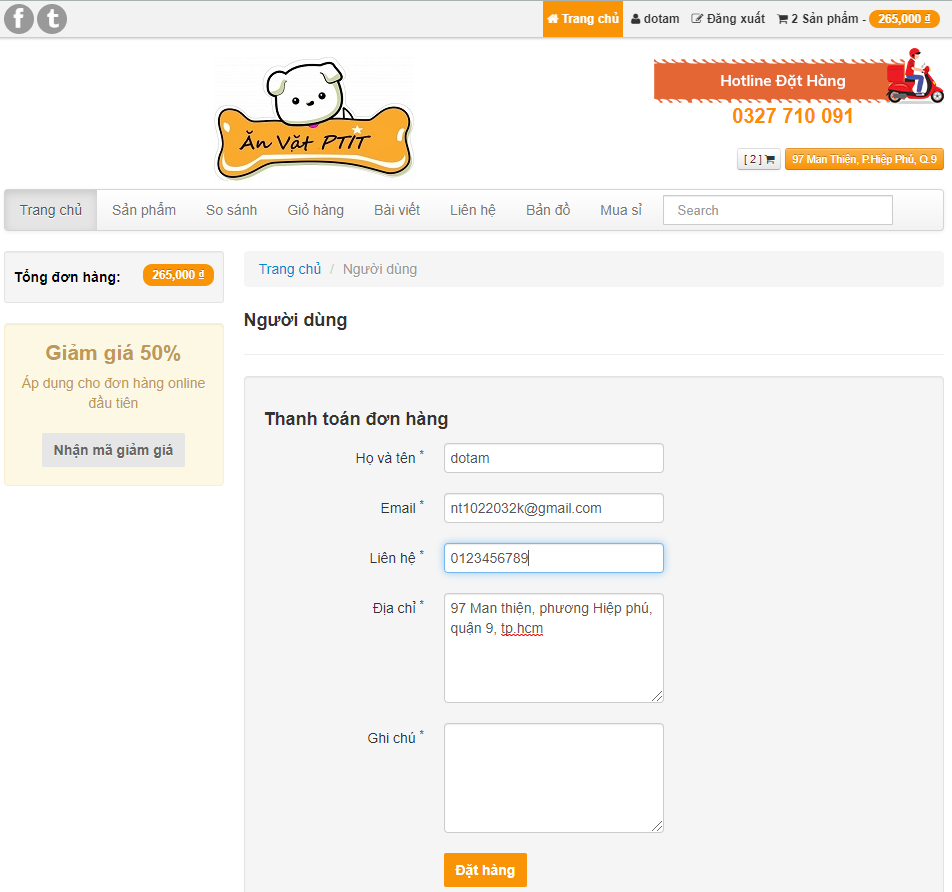 f t Trang chủ dotam Đăng xuất 2 Sản phẩm - 265,000 ₫
Ăn Vặt PTIT
Hotline Đặt Hàng
0327 710 091
[ 2 ] 97 Man Thiện, P.Hiệp Phú, Q.9
Trang chủ Sản phẩm So sánh Giỏ hàng Bài viết Liên hệ Bản đồ Mua sỉ Search
Tổng đơn hàng: 265,000 ₫
Giảm giá 50%
Áp dụng cho đơn hàng online
đầu tiên
Nhận mã giảm giá
Trang chủ / Người dùng
Người dùng
Thanh toán đơn hàng
Họ và tên * dotam
Email * nt1022032k@gmail.com
Liên hệ * 0123456789
Địa chỉ * 97 Man thiện, phương Hiệp phú,
quận 9, tp.hcm
Ghi chú *
Đặt hàng